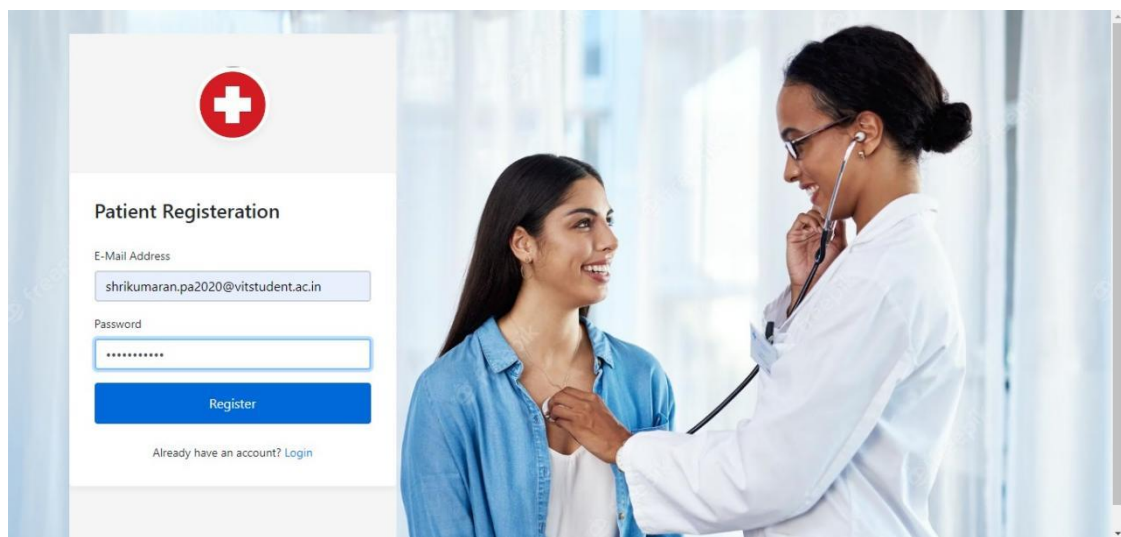 Patient Registeration
E-Mail Address
shrikumaran.pa2020@vitstudent.ac.in
Password
•••••••••••
Register
Already have an account? Login